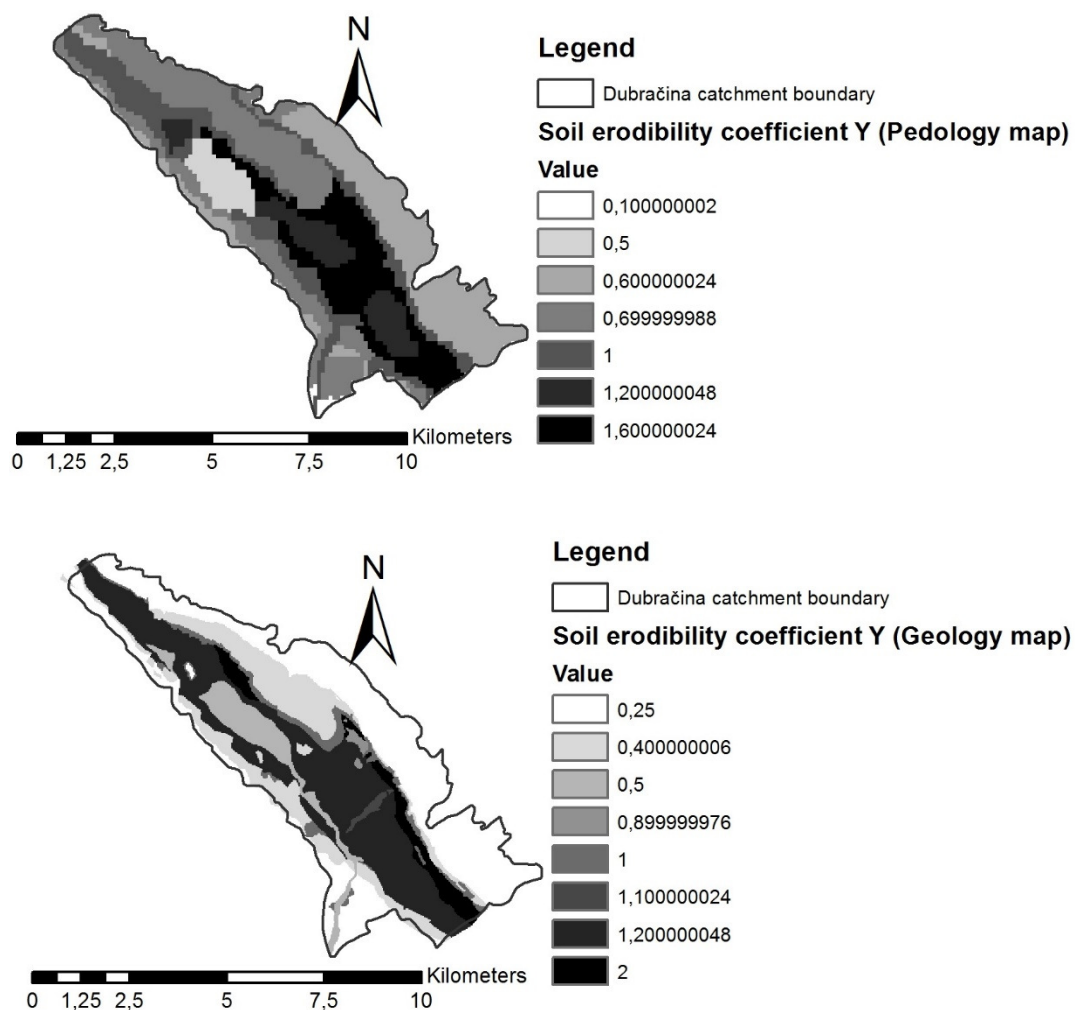 N
Legend
Dubračina catchment boundary
Soil erodibility coefficient Y (Pedology map)
Value
0,100000002
0,5
0,600000024
0,699999988
1
1,200000048
1,600000024
Kilometers
0 1,25 2,5 5 7,5 10
N
Legend
Dubračina catchment boundary
Soil erodibility coefficient Y (Geology map)
Value
0,25
0,400000006
0,5
0,899999976
1
1,100000024
1,200000048
2
Kilometers
0 1,25 2,5 5 7,5 10